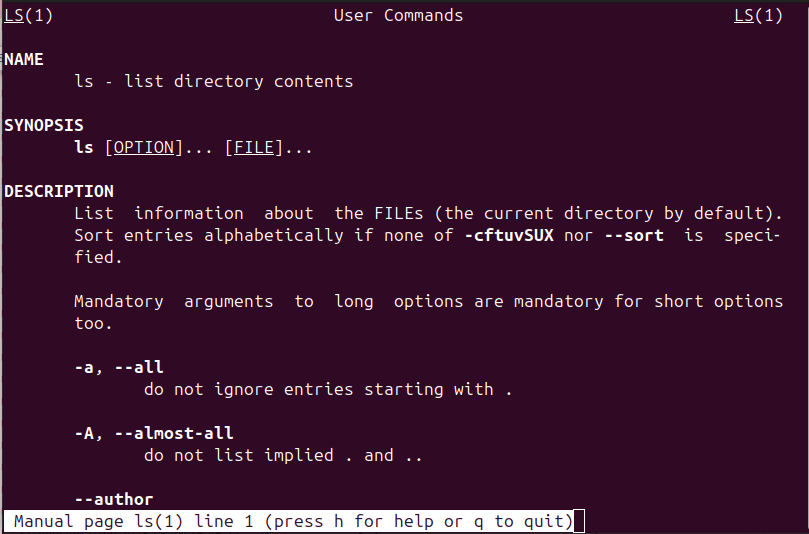 LS(1) User Commands LS(1)
NAME
ls - list directory contents
SYNOPSIS
ls [OPTION]... [FILE]...
DESCRIPTION
List information about the FILEs (the current directory by default).
Sort entries alphabetically if none of -cftuvSUX nor --sort is speci-
fied.
Mandatory arguments to long options are mandatory for short options
too.
-a, --all
do not ignore entries starting with .
-A, --almost-all
do not list implied . and ..
--author
Manual page ls(1) line 1 (press h for help or q to quit)